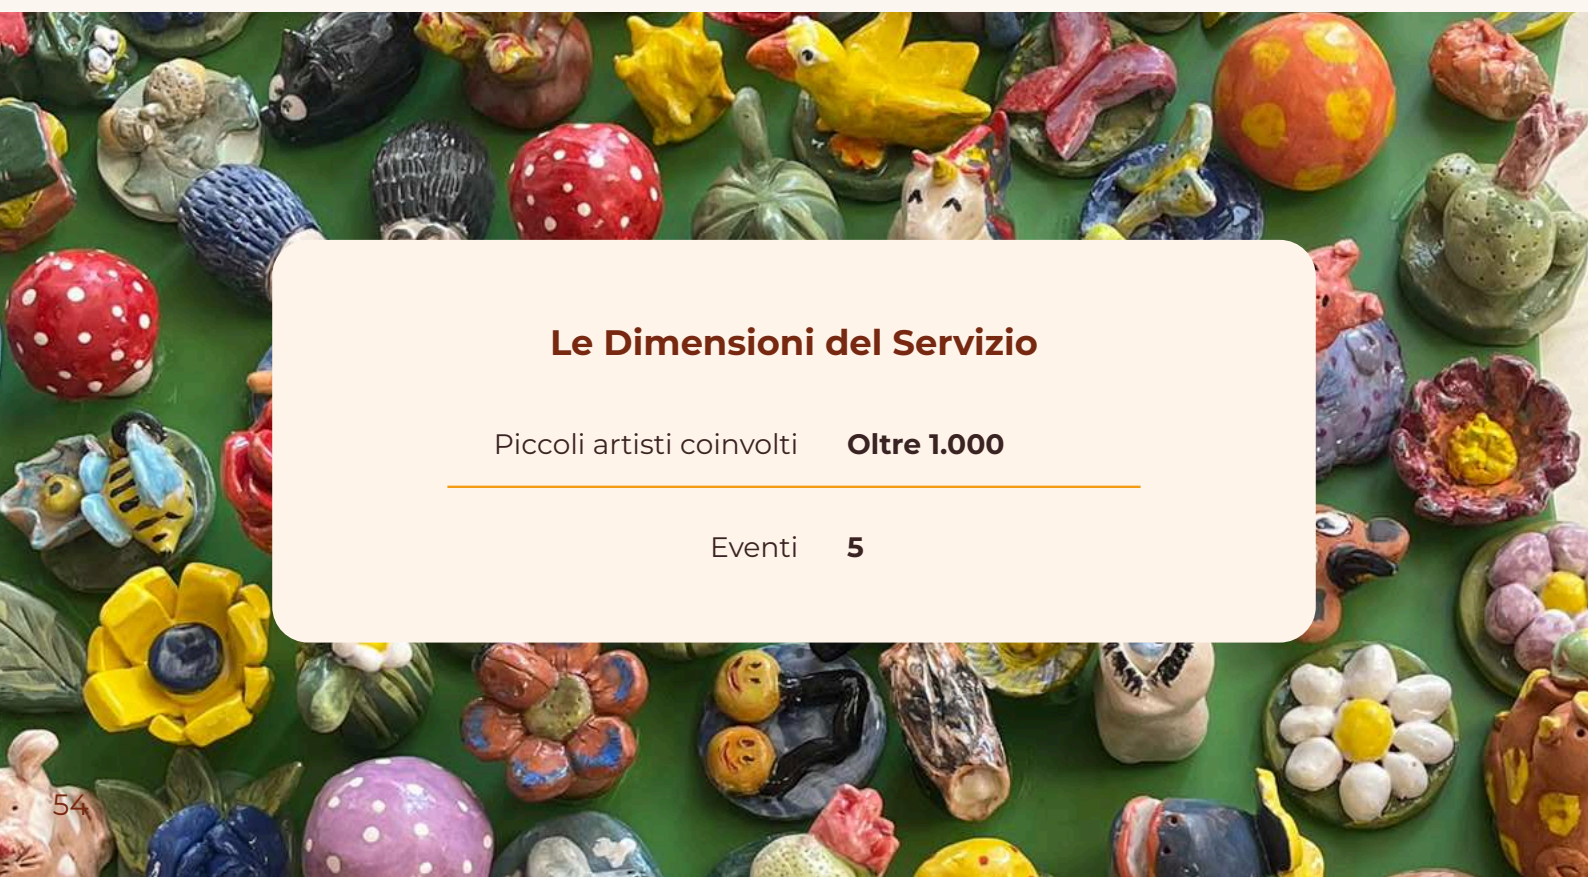 Le Dimensioni del Servizio
Piccoli artisti coinvolti Oltre 1.000
Eventi 5
54